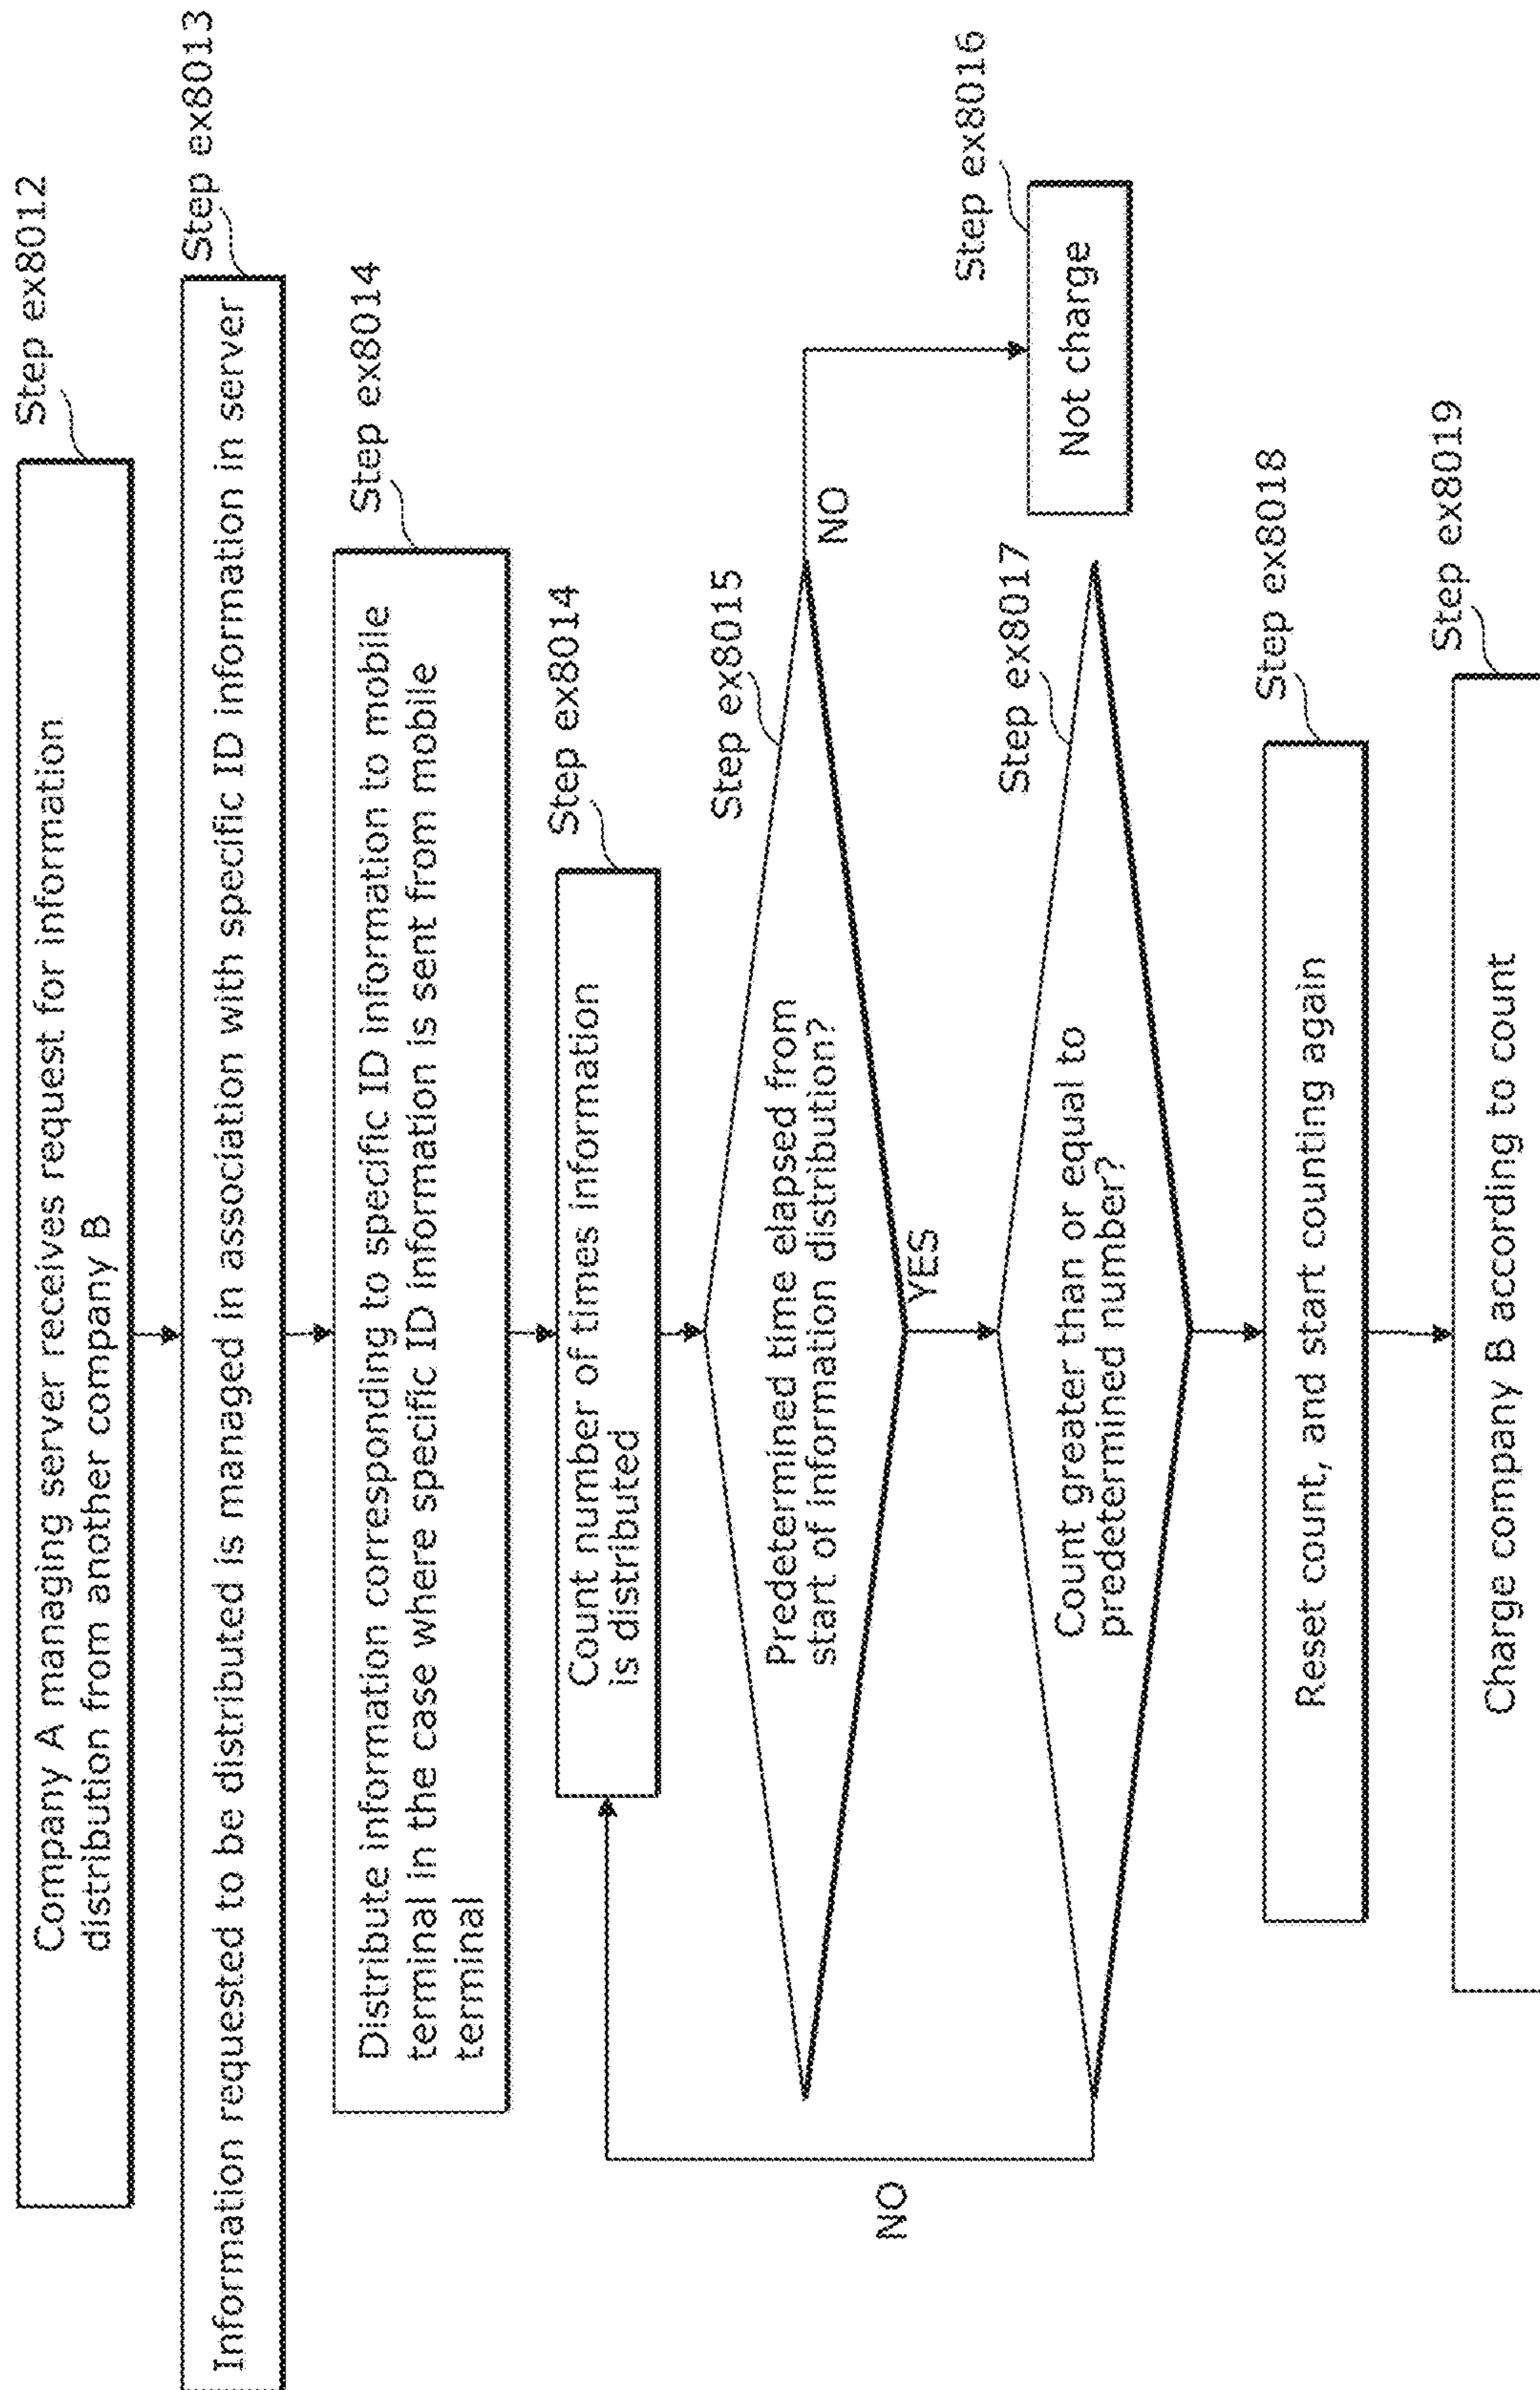 Step ex8012
Company A managing server receives request for information
distribution from another company B
Step ex8013
Information requested to be distributed is managed in association with specific ID information in server
Step ex8014
Distribute information corresponding to specific ID information to mobile
terminal in the case where specific ID information is sent from mobile
terminal
Step ex8014
Count number of times information
is distributed
Step ex8015
Predetermined time elapsed from
start of information distribution?
NO
YES
Step ex8016
Not charge
Step ex8017
Count greater than or equal to
predetermined number?
NO
Step ex8018
Reset count, and start counting again
Step ex8019
Charge company B according to count